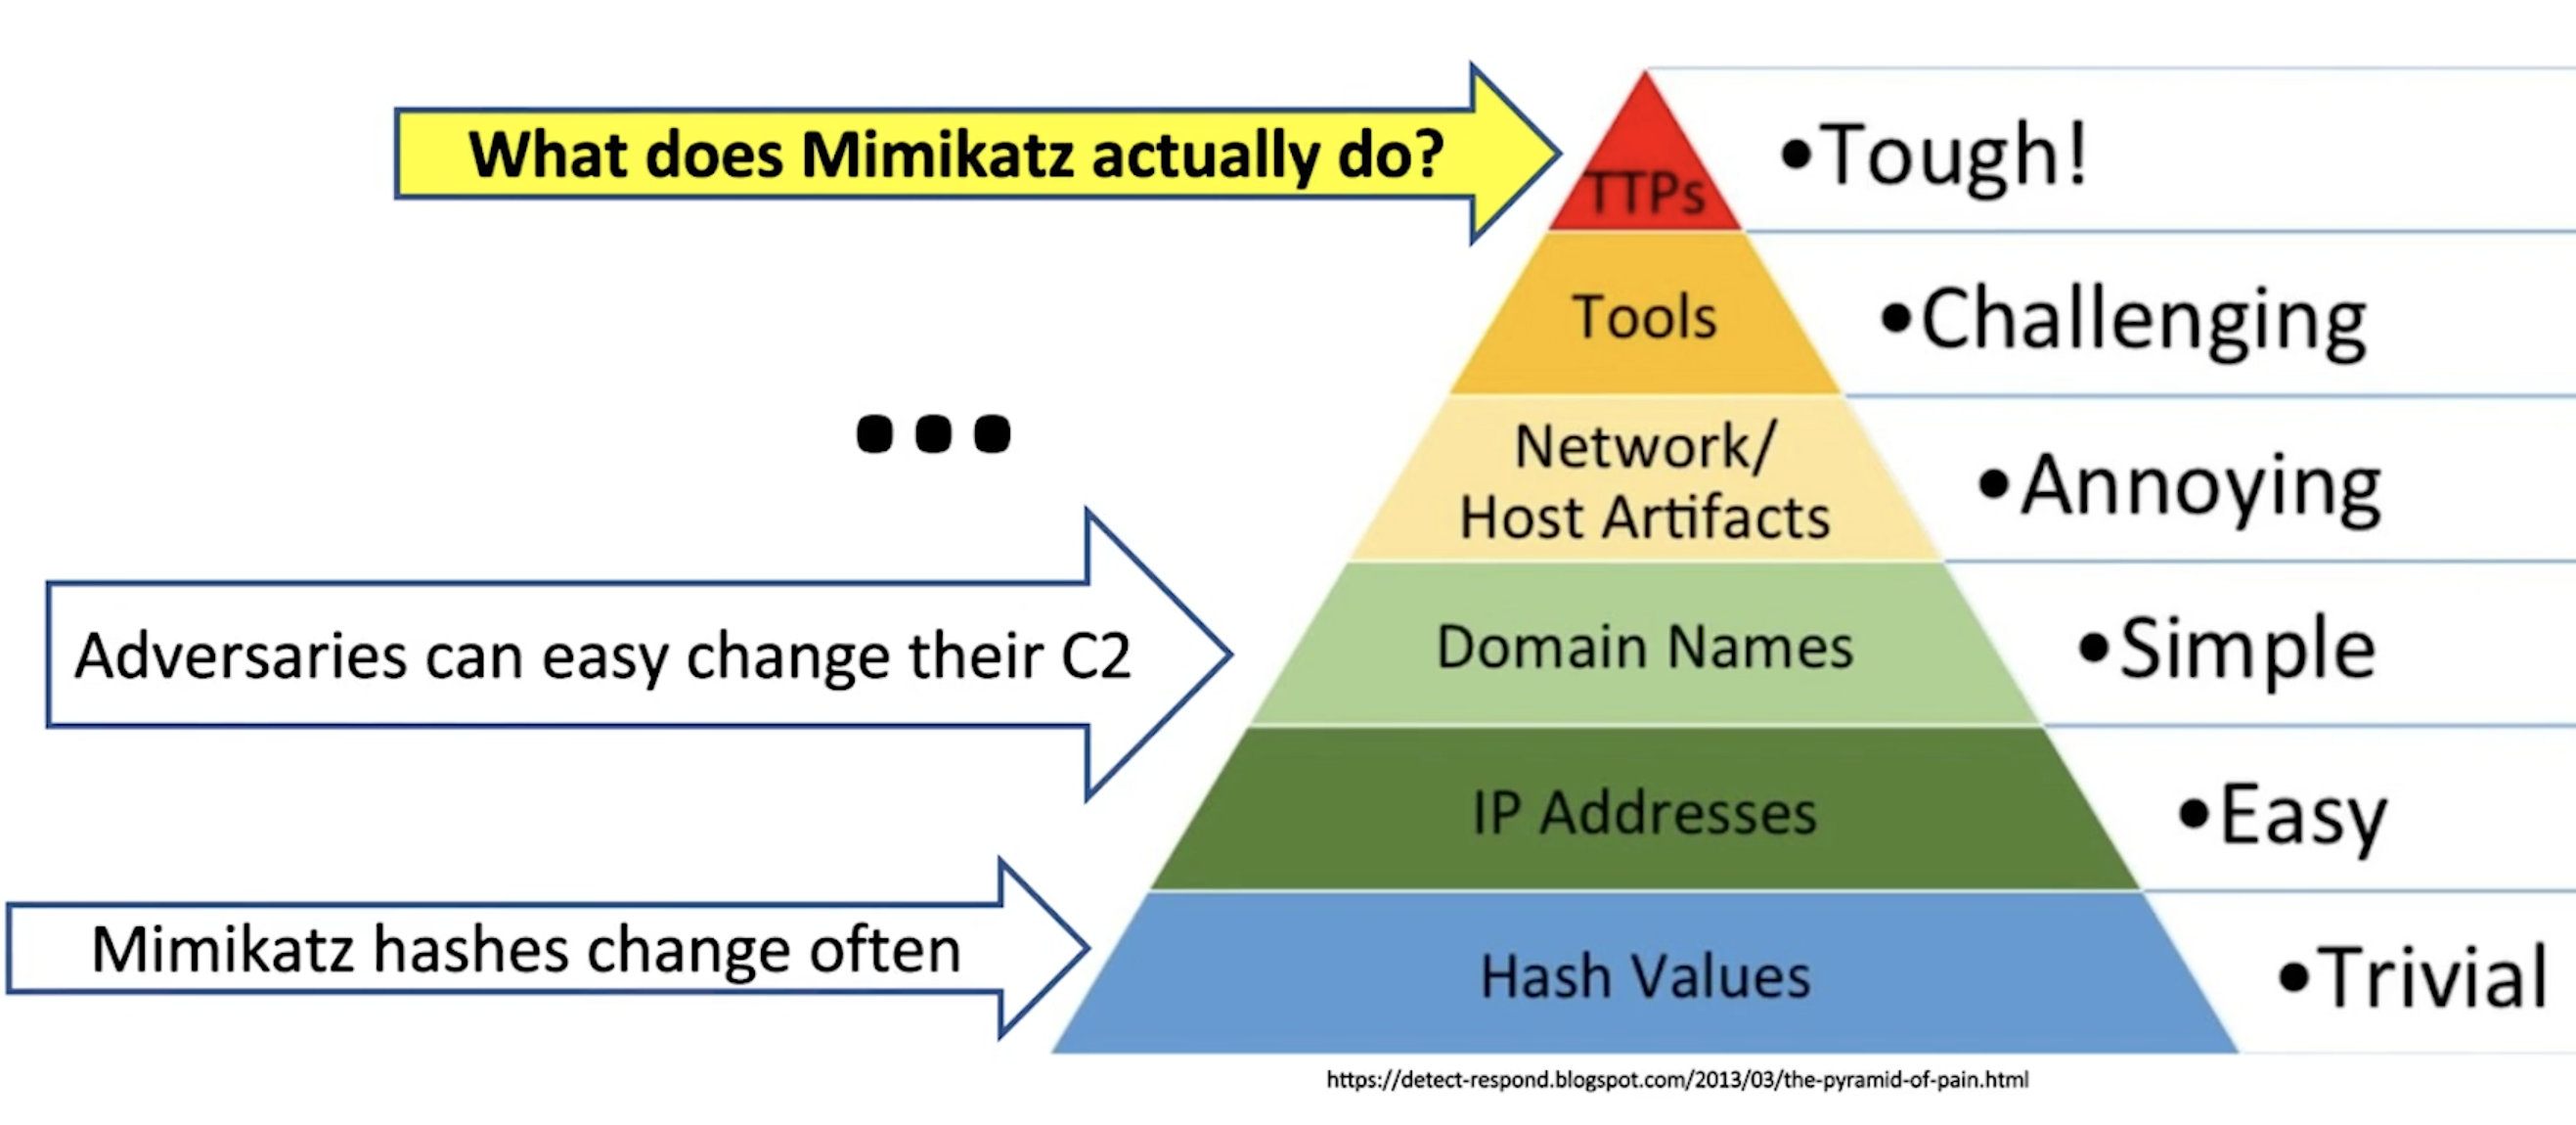 What does Mimikatz actually do?
TTPs
•Tough!
Tools
•Challenging
...
Network/
Host Artifacts
•Annoying
Adversaries can easy change their C2
Domain Names
•Simple
IP Addresses
•Easy
Mimikatz hashes change often
Hash Values
•Trivial
https://detect-respond.blogspot.com/2013/03/the-pyramid-of-pain.html